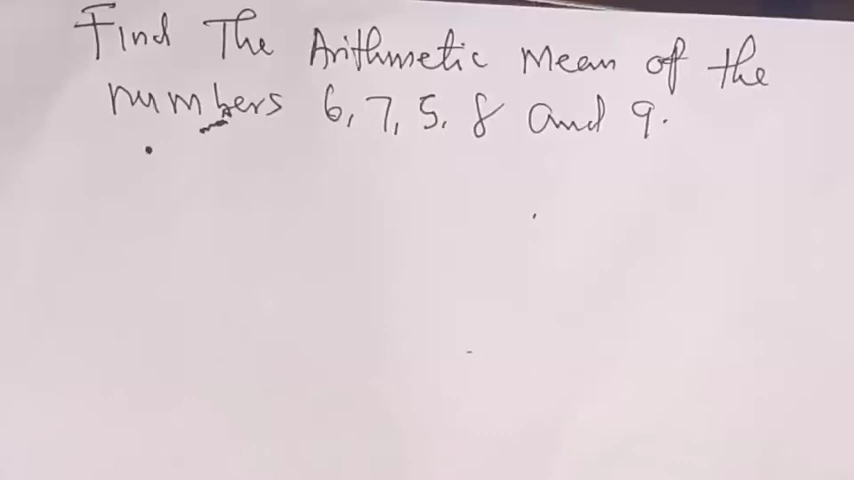 Find The Arithmetic Mean of the
numbers 6, 7, 5, 8 and 9.